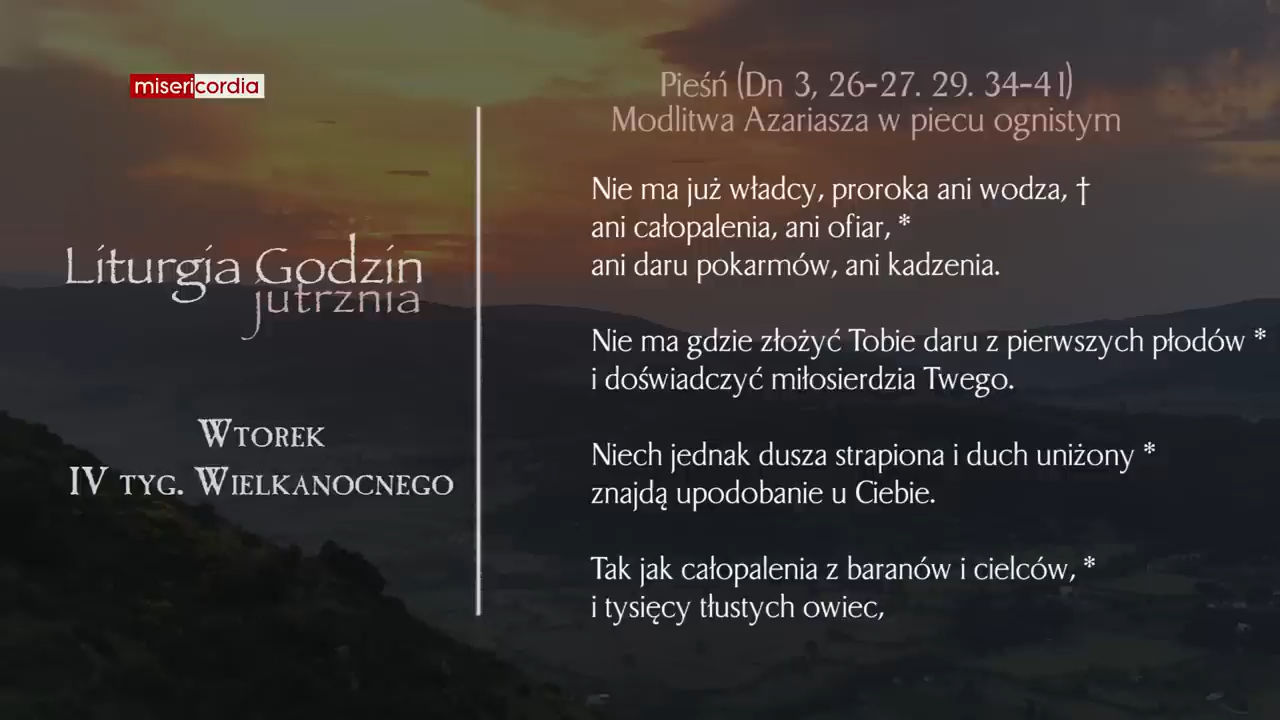 misericordia
Liturgia Godzin
jutrznia
Wtorek
IV tyg. Wielkanocnego
Pieśń (Dn 3, 26-27. 29. 34-41)
Modlitwa Azariasza w piecu ognistym
Nie ma już władcy, proroka ani wodza, †
ani całopalenia, ani ofiar, *
ani daru pokarmów, ani kadzenia.
Nie ma gdzie złożyć Tobie daru z pierwszych płodów *
i doświadczyć miłosierdzia Twego.
Niech jednak dusza strapiona i duch uniżony *
znajdą upodobanie u Ciebie.
Tak jak całopalenia z baranów i cielców, *
i tysięcy tłustych owiec,